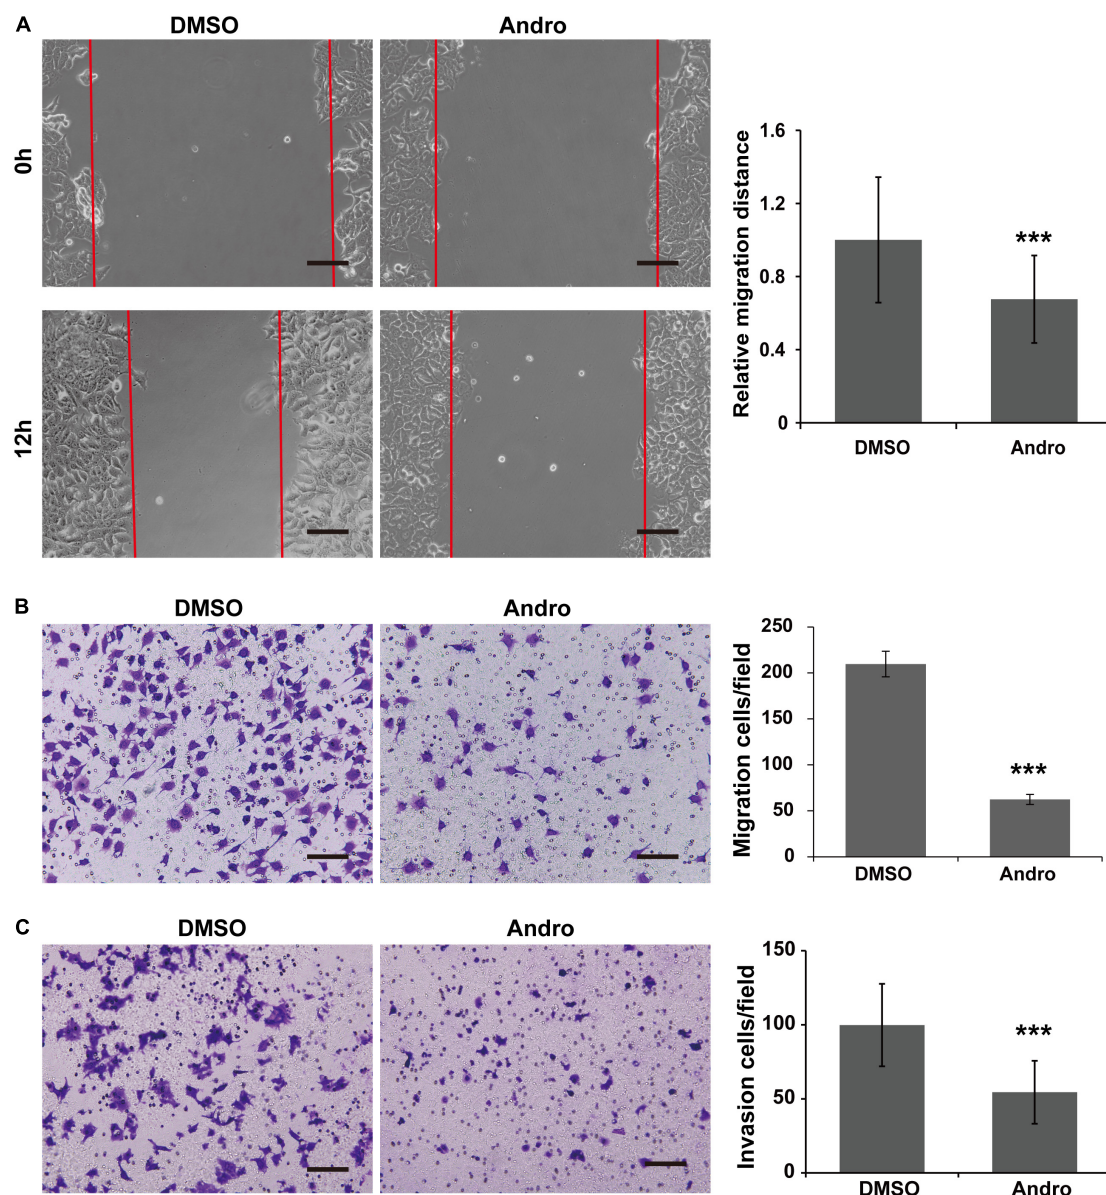 A
DMSO
Andro
0h
12h
Relative migration distance
1.6
1.2
0.8
0.4
0
***
DMSO
Andro
B
DMSO
Andro
Migration cells/field
250
200
150
100
50
0
***
DMSO
Andro
C
DMSO
Andro
Invasion cells/field
150
100
50
0
***
DMSO
Andro